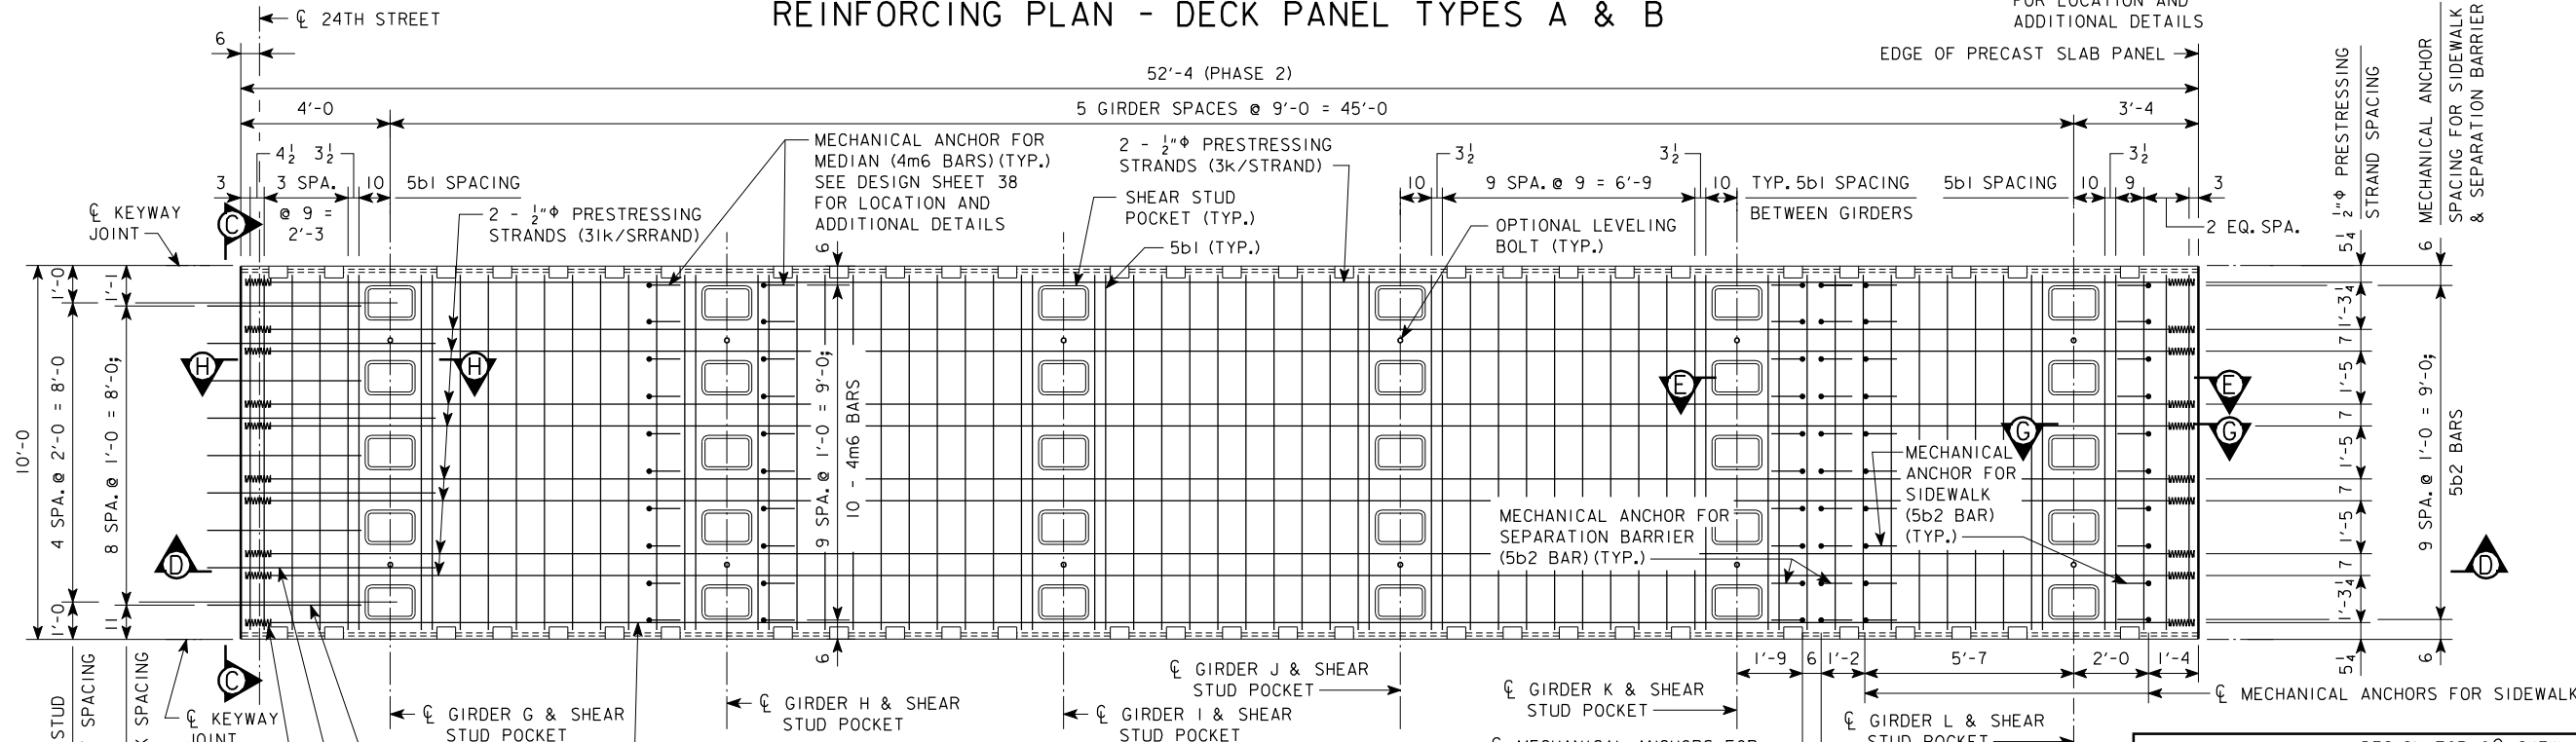 REINFORCING PLAN - DECK PANEL TYPES A & B
℄ 24TH STREET
ADDITIONAL DETAILS
EDGE OF PRECAST SLAB PANEL
6
52'-4 (PHASE 2)
4'-0
5 GIRDER SPACES @ 9'-0 = 45'-0
3'-4
4½ 3½
3
3 SPA.
@ 9 =
2'-3
10
5b1 SPACING
℄ KEYWAY
JOINT
C
2 - ½"Φ PRESTRESSING
STRANDS (31k/SRRAND)
MECHANICAL ANCHOR FOR
MEDIAN (4m6 BARS)(TYP.)
SEE DESIGN SHEET 38
FOR LOCATION AND
ADDITIONAL DETAILS
2 - ½"Φ PRESTRESSING
STRANDS (3k/STRAND)
SHEAR STUD
POCKET (TYP.)
5b1 (TYP.)
3½
3½
3½
10
9 SPA. @ 9 = 6'-9
10
TYP. 5b1 SPACING
BETWEEN GIRDERS
5b1 SPACING
10
9
3
2 EQ. SPA.
OPTIONAL LEVELING
BOLT (TYP.)
½"Φ PRESTRESSING
STRAND SPACING
6 MECHANICAL ANCHOR
SPACING FOR SIDEWALK
& SEPARATION BARRIER
10'-0
1'-0
4 SPA. @ 2'-0 = 8'-0
1'-0
1'-1
8 SPA. @ 1'-0 = 8'-0;
11
6
9 SPA. @ 1'-0 = 9'-0;
10 - 4m6 BARS
6
H
H
D
E
E
G
G
D
5¼
1'-3¼
7
1'-5
7
1'-5
7
1'-5
7
1'-3¼
5¼
9 SPA. @ 1'-0 = 9'-0;
5b2 BARS
6
MECHANICAL
ANCHOR FOR
SIDEWALK
(5b2 BAR)
(TYP.)
MECHANICAL ANCHOR FOR
SEPARATION BARRIER
(5b2 BAR)(TYP.)
1'-9
6
1'-2
5'-7
2'-0
1'-4
℄ MECHANICAL ANCHORS FOR SIDEWALK
C
℄ KEYWAY
JOINT
STUD
SPACING
SPACING
℄ GIRDER G & SHEAR
STUD POCKET
℄ GIRDER H & SHEAR
STUD POCKET
℄ GIRDER I & SHEAR
STUD POCKET
℄ GIRDER J & SHEAR
STUD POCKET
℄ GIRDER K & SHEAR
STUD POCKET
℄ GIRDER L & SHEAR
STUD POCKET